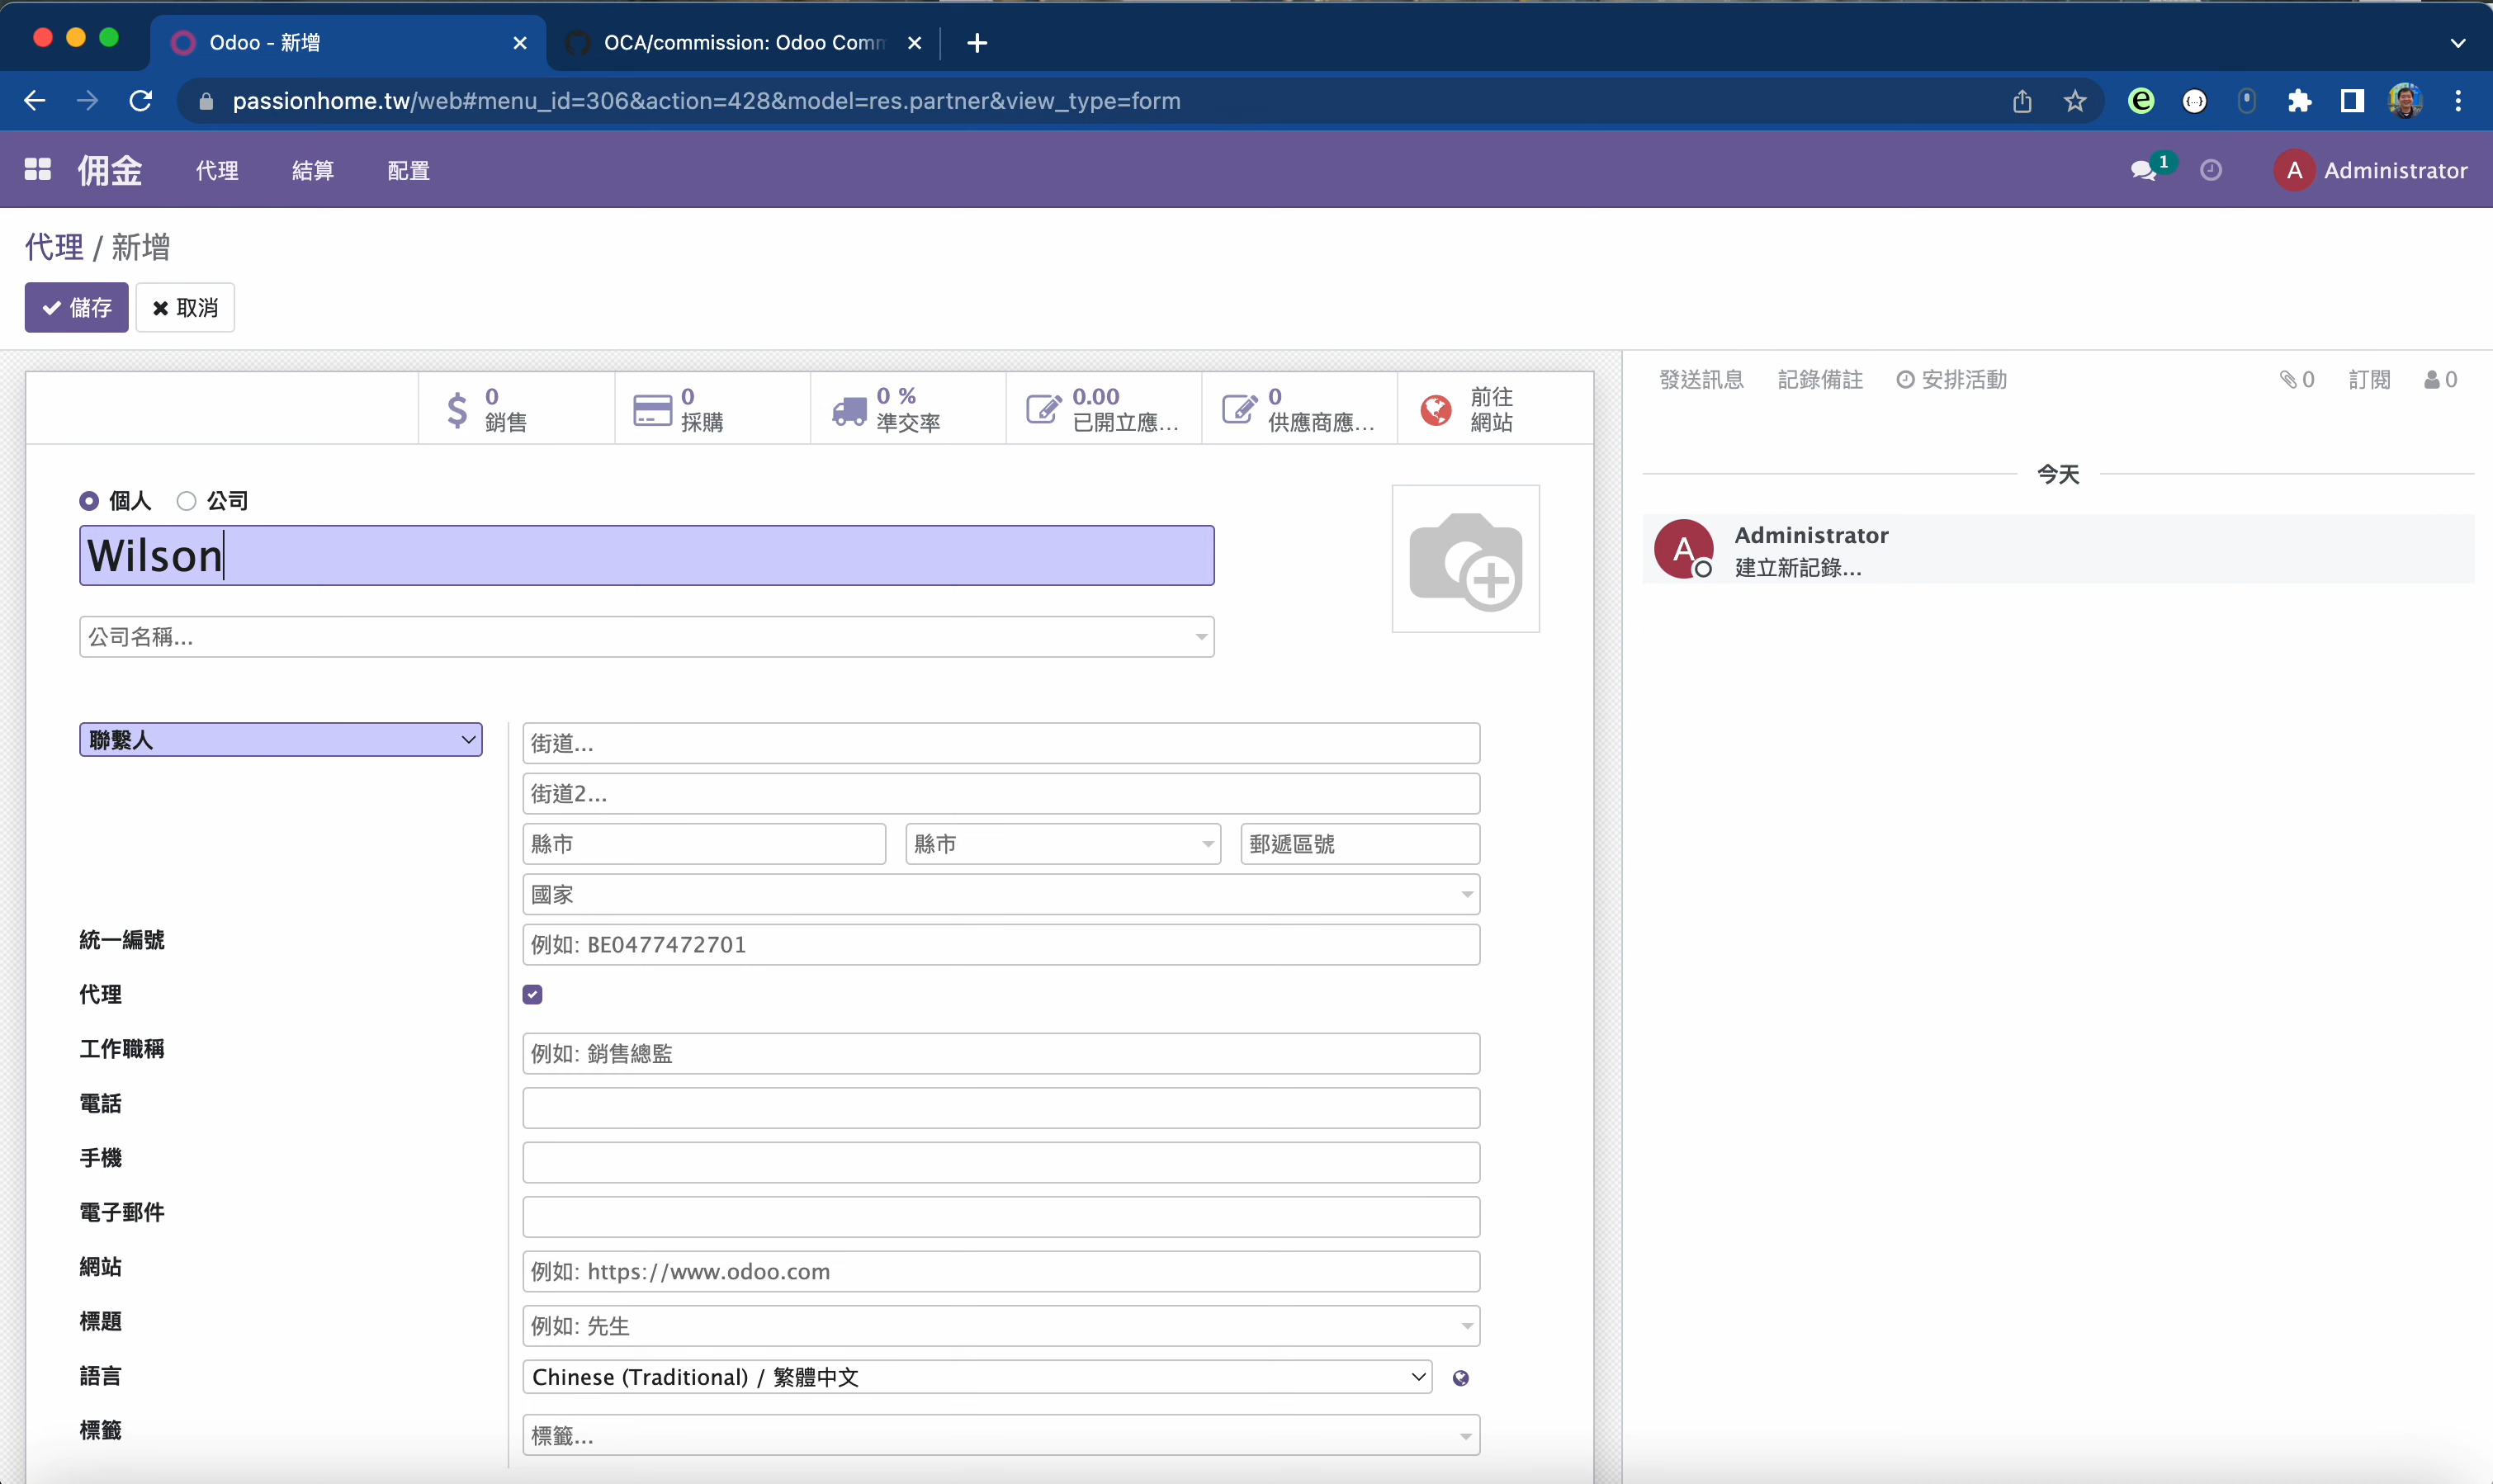 Odoo - 新增
OCA/commission: Odoo Comm
passionhome.tw/web#menu_id=306&action=428&model=res.partner&view_type=form
佣金 代理 結算 配置
1
A Administrator
代理 / 新增
儲存 取消
0
銷售
0
採購
0 %
準交率
0.00
已開立應...
0
供應商應...
前往
網站
個人 公司
Wilson
公司名稱...
聯繫人
街道...
街道2...
縣市 縣市 郵遞區號
國家
統一編號 例如: BE0477472701
代理
工作職稱 例如: 銷售總監
電話
手機
電子郵件
網站 例如: https://www.odoo.com
標題 例如: 先生
語言 Chinese (Traditional) / 繁體中文
標籤 標籤...
發送訊息 記錄備註 安排活動 0 訂閱 0
今天
A Administrator
建立新記錄...